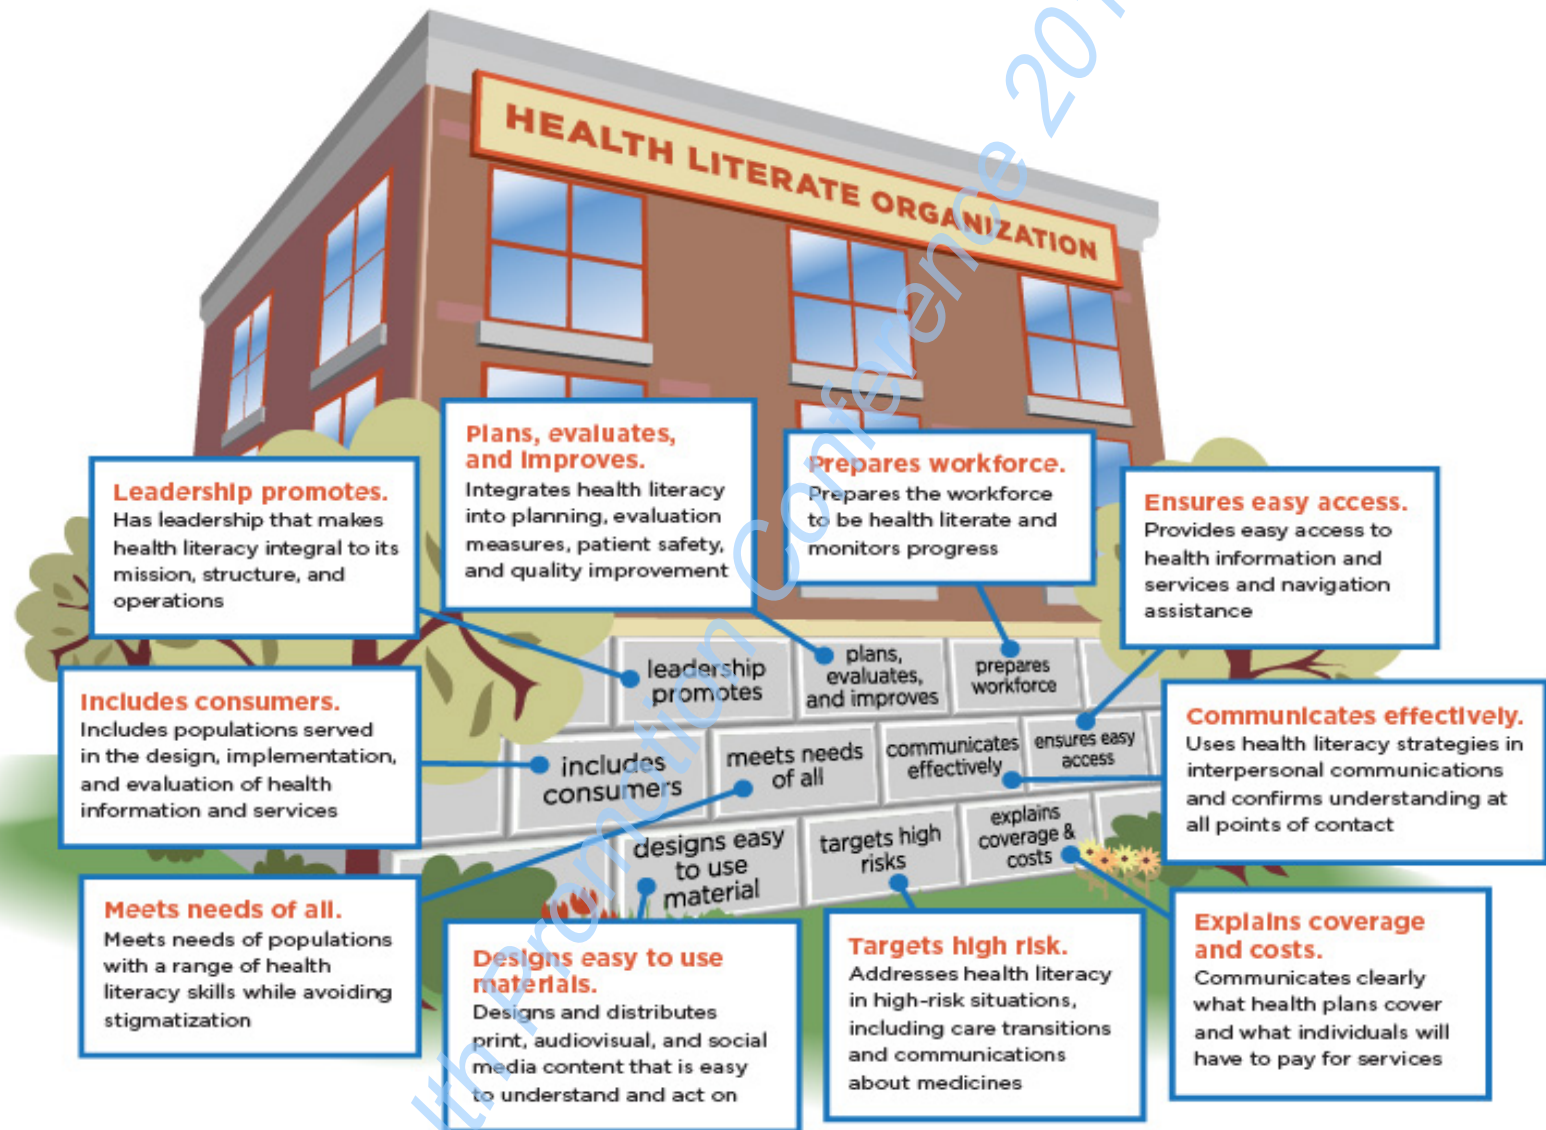 HEALTH LITERATE ORGANIZATION
Plans, evaluates,
and improves.
Integrates health literacy
into planning, evaluation
measures, patient safety,
and quality improvement
Prepares workforce.
Prepares the workforce
to be health literate and
monitors progress
Leadership promotes.
Has leadership that makes
health literacy integral to its
mission, structure, and
operations
Ensures easy access.
Provides easy access to
health information and
services and navigation
assistance
leadership
promotes
plans,
evaluates,
and improves
prepares
workforce
Includes consumers.
Includes populations served
in the design, implementation,
and evaluation of health
information and services
includes
consumers
meets needs
of all
communicates
effectively
ensures easy
access
Communicates effectively.
Uses health literacy strategies in
interpersonal communications
and confirms understanding at
all points of contact
designs easy
to use
material
targets high
risks
explains
coverage &
costs
Meets needs of all.
Meets needs of populations
with a range of health
literacy skills while avoiding
stigmatization
Designs easy to use
materials.
Designs and distributes
print, audiovisual, and social
media content that is easy
to understand and act on
Targets high risk.
Addresses health literacy
in high-risk situations,
including care transitions
and communications
about medicines
Explains coverage
and costs.
Communicates clearly
what health plans cover
and what individuals will
have to pay for services
Promotion Conference